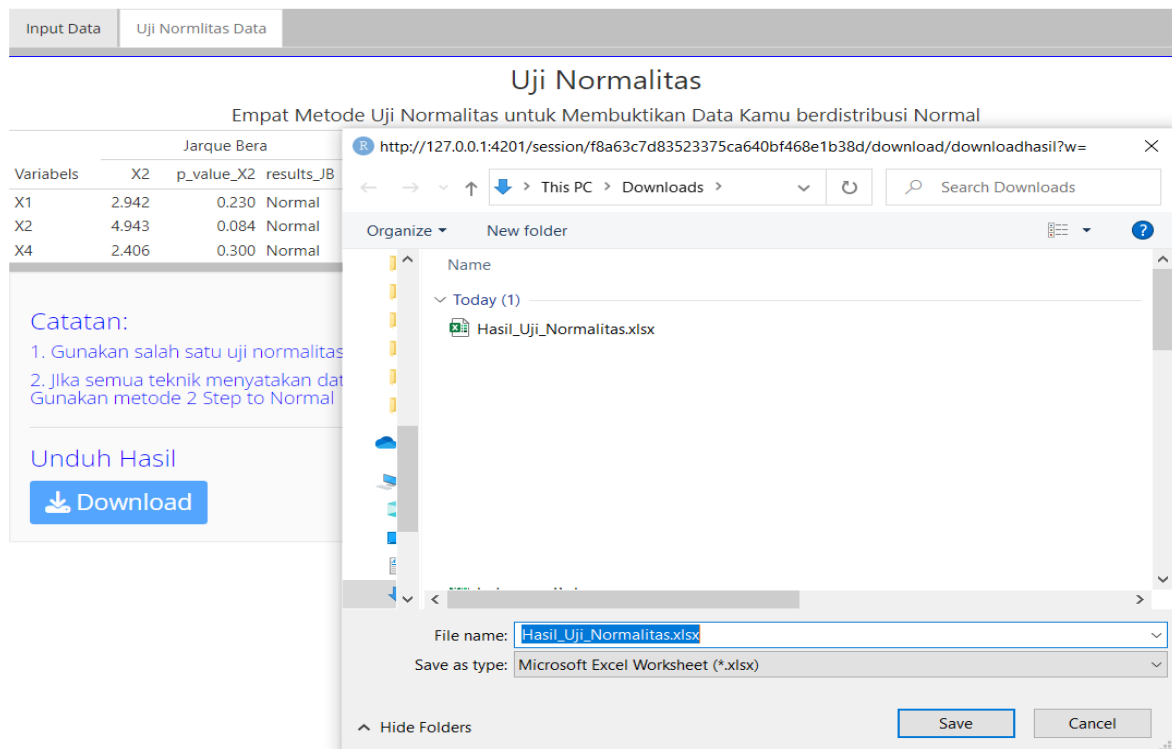 Input Data Uji Normlitas Data
Uji Normalitas
Empat Metode Uji Normalitas untuk Membuktikan Data Kamu berdistribusi Normal
Jarque Bera
Variabels X2 p_value_X2 results_JB
X1 2.942 0.230 Normal
X2 4.943 0.084 Normal
X4 2.406 0.300 Normal
Catatan:
1. Gunakan salah satu uji normalitas
2. JIka semua teknik menyatakan dat
Gunakan metode 2 Step to Normal
Unduh Hasil
Download
R http://127.0.0.1:4201/session/f8a63c7d83523375ca640bf468e1b38d/download/downloadhasil?w=
This PC > Downloads >
Search Downloads
Organize New folder
Name
Today (1)
Hasil_Uji_Normalitas.xlsx
File name: Hasil_Uji_Normalitas.xlsx
Save as type: Microsoft Excel Worksheet (*.xlsx)
Hide Folders
Save Cancel